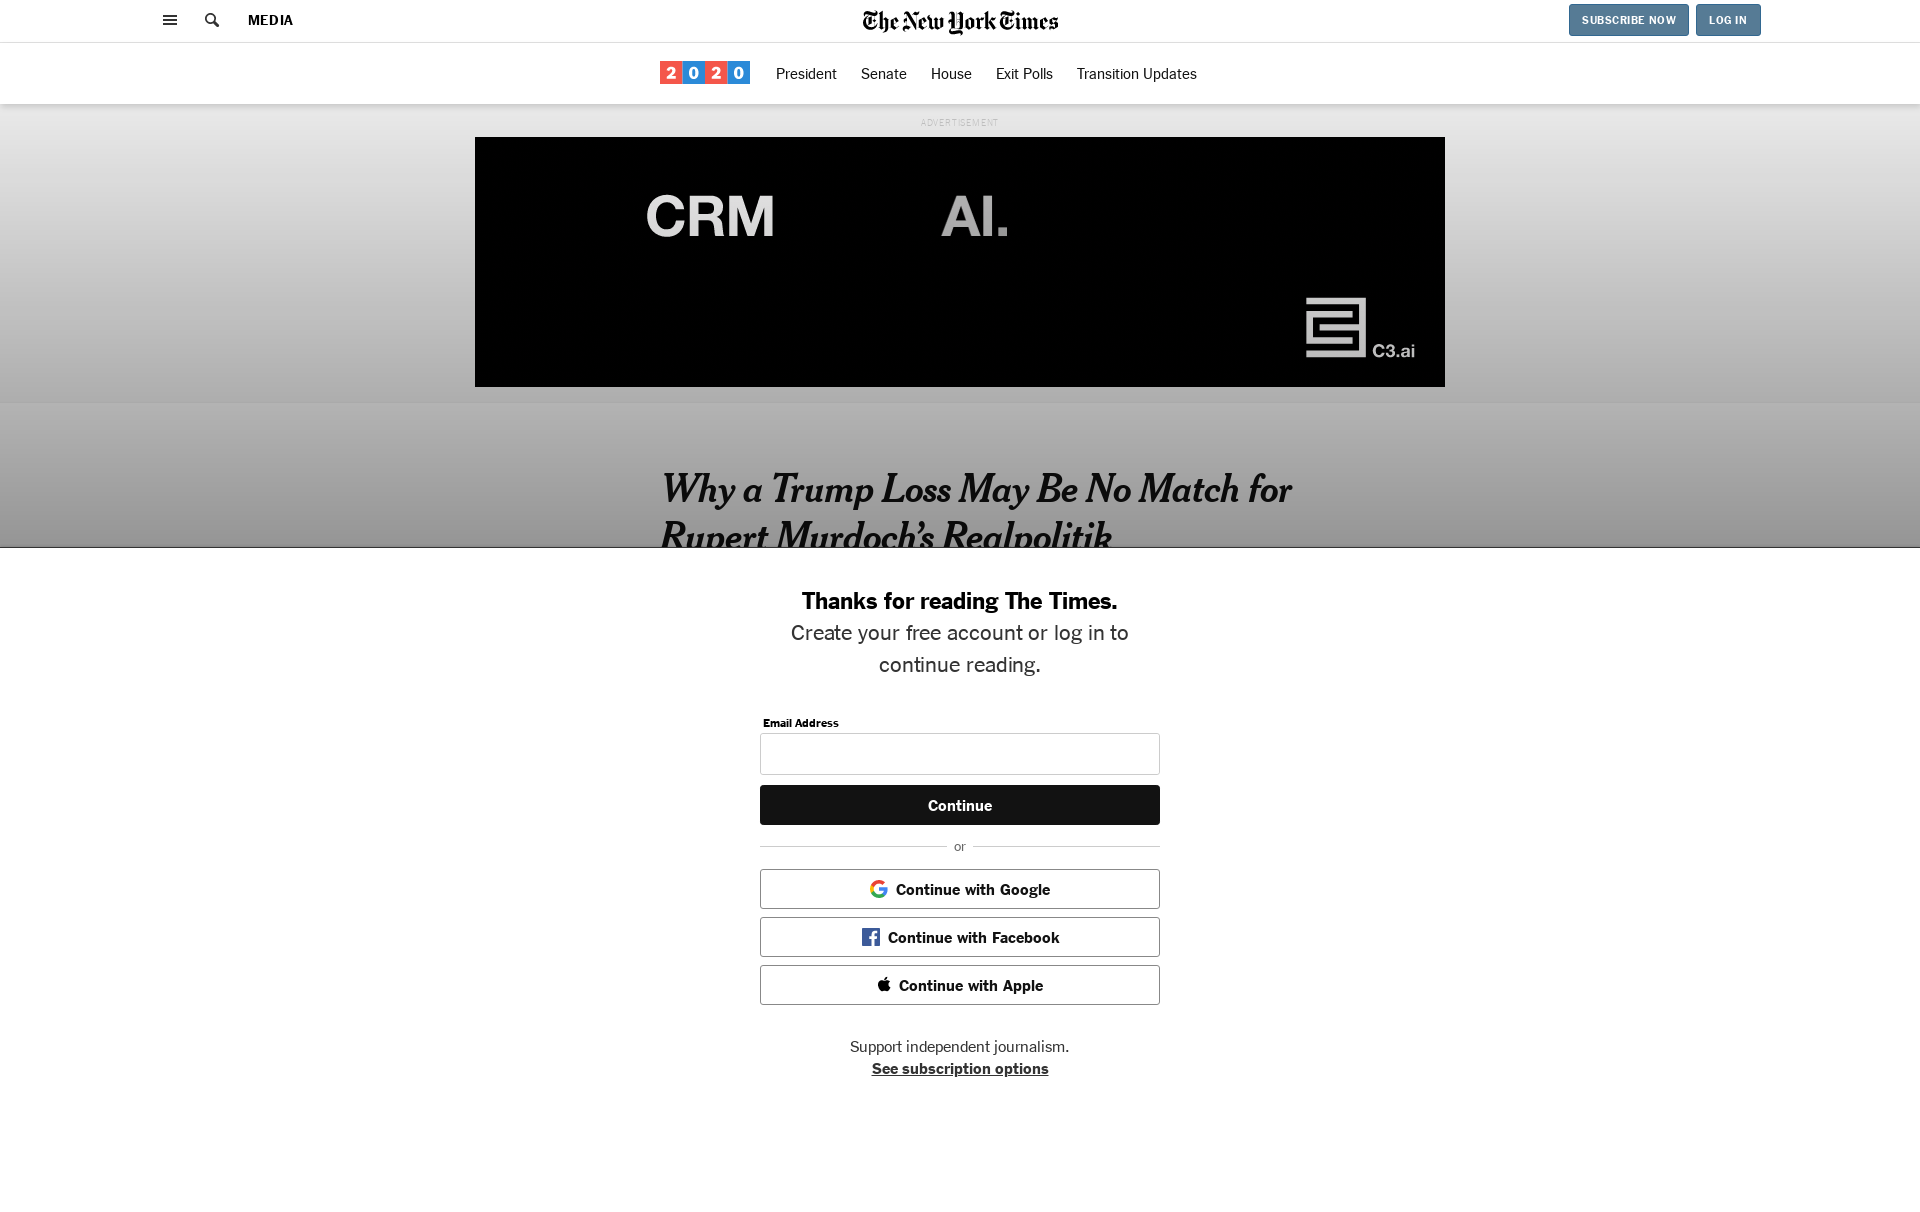 MEDIA
The New York Times
SUBSCRIBE NOW
LOG IN
2020
President
Senate
House
Exit Polls
Transition Updates
ADVERTISEMENT
CRM AI.
C3.ai
Why a Trump Loss May Be No Match for
Rupert Murdoch’s Realpolitik
Thanks for reading The Times.
Create your free account or log in to
continue reading.
Email Address
Continue
or
Continue with Google
Continue with Facebook
Continue with Apple
Support independent journalism.
See subscription options